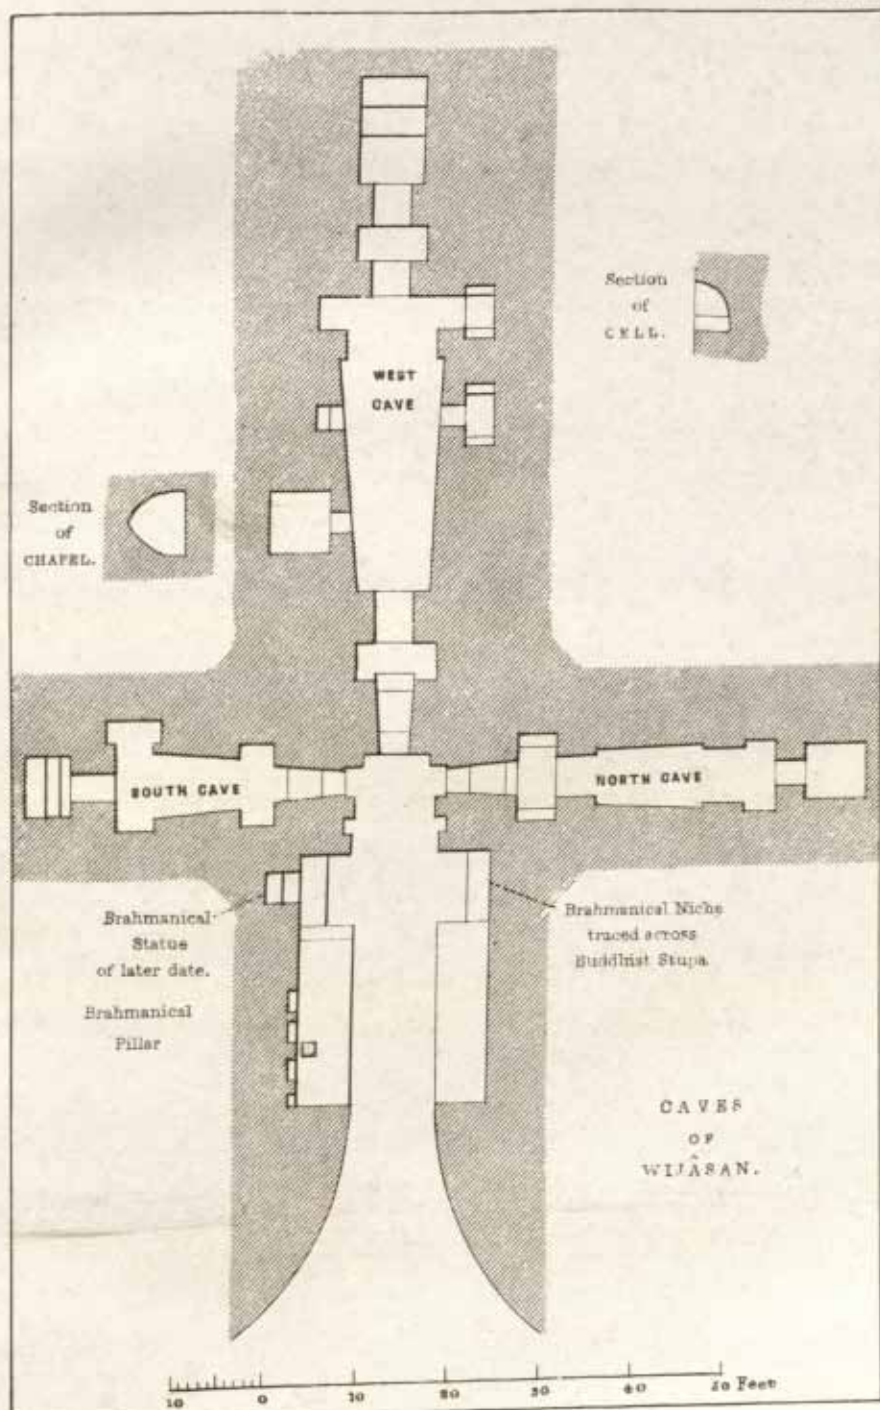 Section
of
CELL.
WEST
CAVE
Section
of
CHAPEL.
SOUTH CAVE
NORTH CAVE
Brahmanical
Statue
of later date.
Brahmanical Niche
traced across
Buddhist Stupa
Brahmanical
Pillar
CAVES
OF
WIJÂSAN.
10 0 10 20 30 40 50 Feet